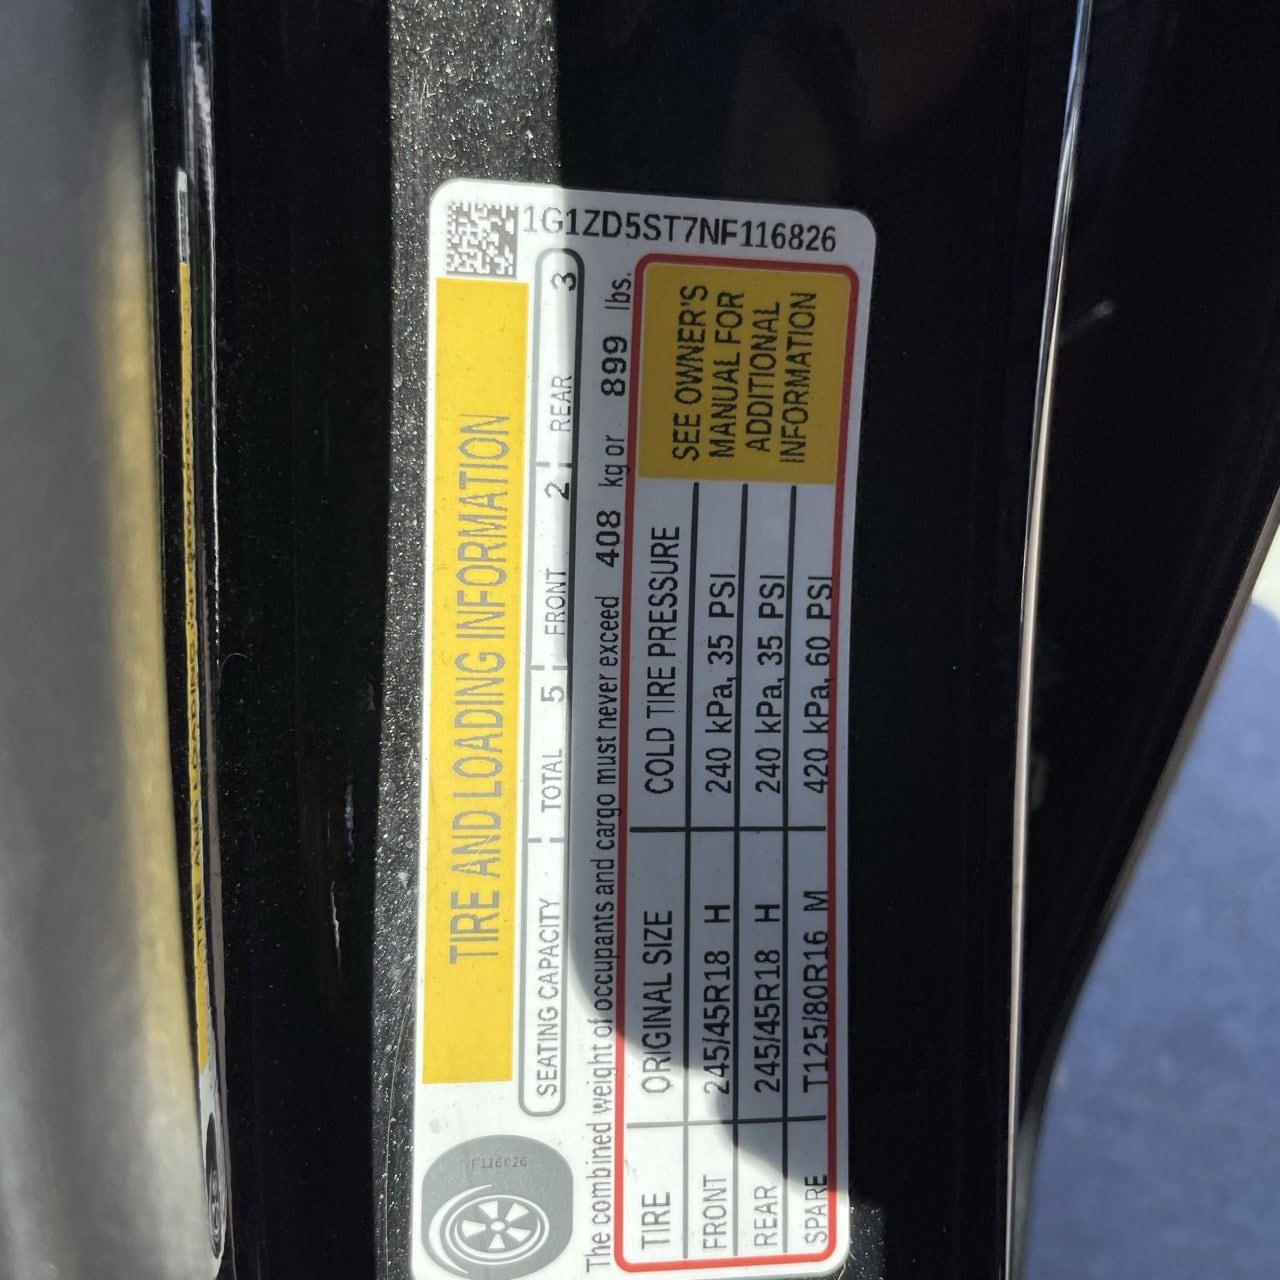 1G1ZD5ST7NF116826
TIRE AND LOADING INFORMATION
SEATING CAPACITY TOTAL 5 FRONT 2 REAR 3
The combined weight of occupants and cargo must never exceed 408 kg or 899 lbs.
TIRE ORIGINAL SIZE COLD TIRE PRESSURE
FRONT 245/45R18 H 240 kPa, 35 PSI
REAR 245/45R18 H 240 kPa, 35 PSI
SPARE T125/80R16 M 420 kPa, 60 PSI
SEE OWNER'S
MANUAL FOR
ADDITIONAL
INFORMATION
NF116826